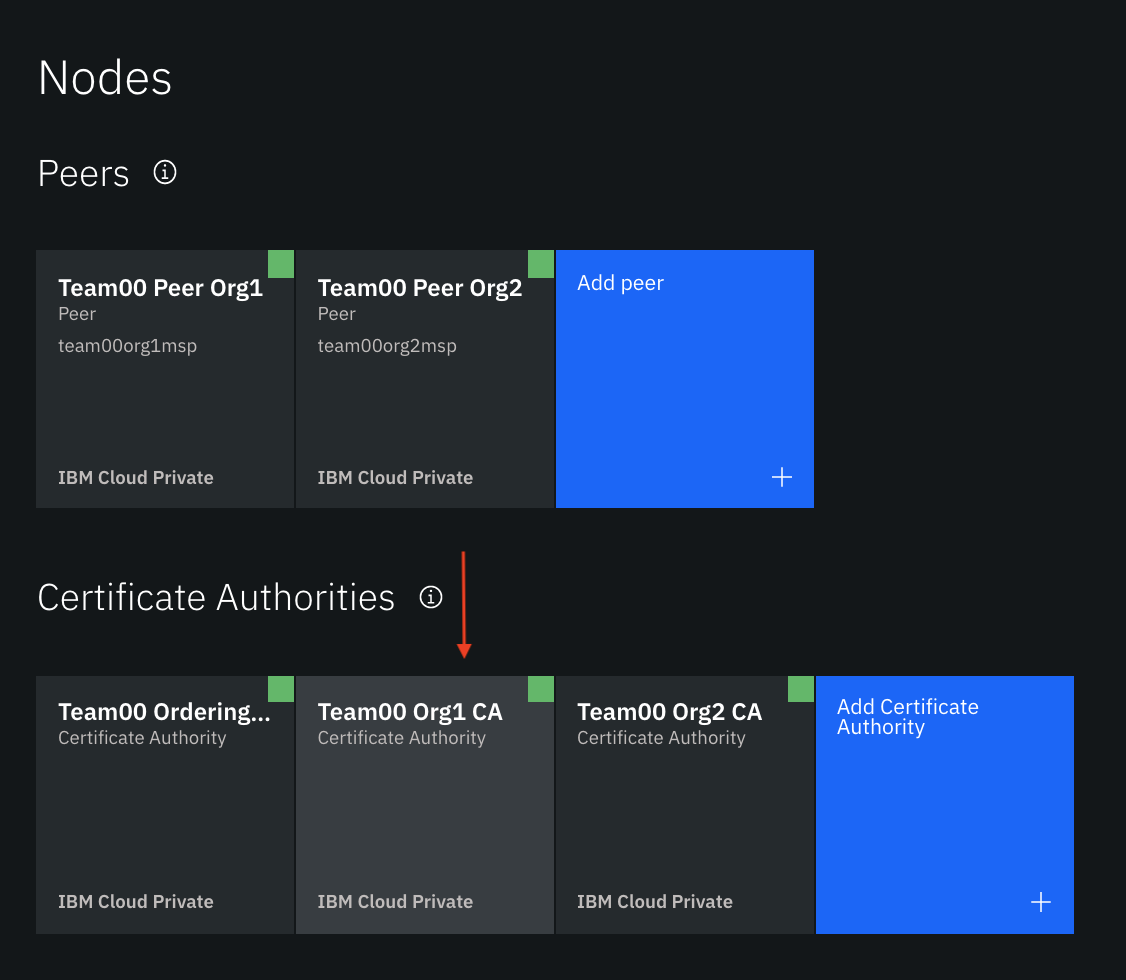 Nodes
Peers
Team00 Peer Org1
Peer
team00org1msp
IBM Cloud Private
Team00 Peer Org2
Peer
team00org2msp
IBM Cloud Private
Add peer
Certificate Authorities
Team00 Ordering...
Certificate Authority
IBM Cloud Private
Team00 Org1 CA
Certificate Authority
IBM Cloud Private
Team00 Org2 CA
Certificate Authority
IBM Cloud Private
Add Certificate
Authority